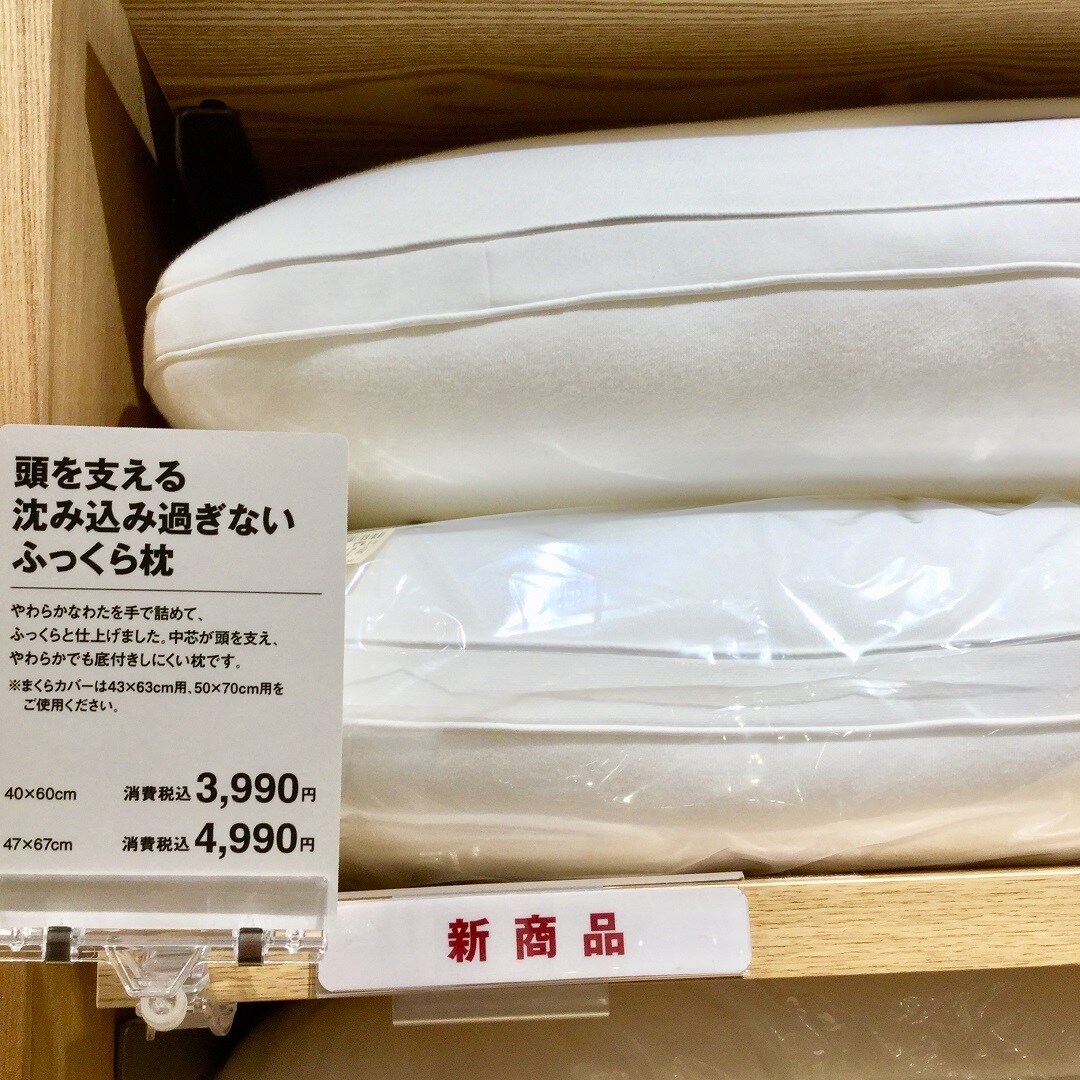 頭を支える
沈み込み過ぎない
ふっくら枕
やわらかなわたを手で詰めて、
ふっくらと仕上げました。中芯が頭を支え、
やわらかでも底付きしにくい枕です。
※まくらカバーは43×63cm用、50×70cm用を
ご使用ください。
40×60cm 消費税込3,990円
47×67cm 消費税込4,990円
新商品